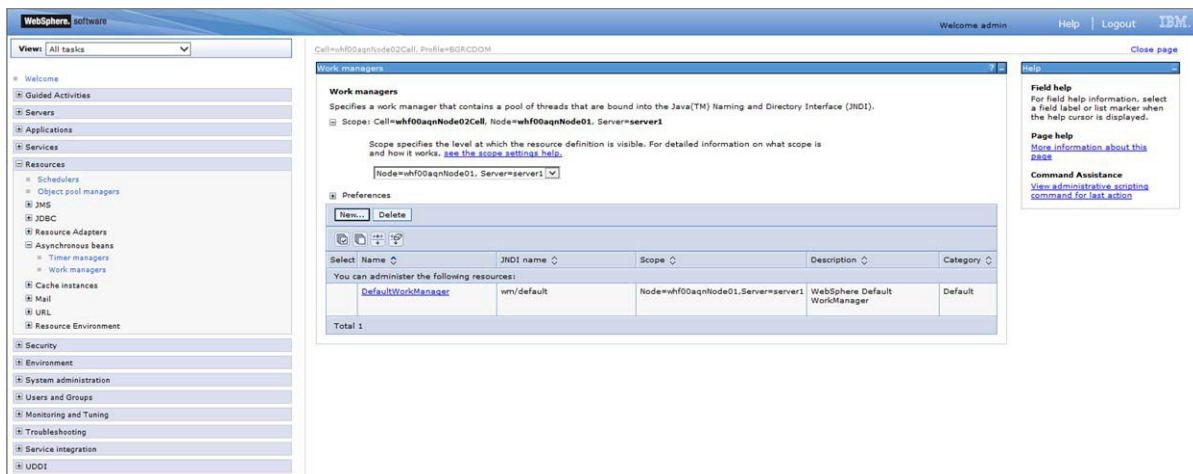 WebSphere. software
Welcome admin
Help | Logout
IBM.
View: All tasks
Cell=whf00aqnNode02Cell, Profile=BGRCDOM
Close page
Welcome
Guided Activities
Servers
Applications
Services
Resources
Schedulers
Object pool managers
JMS
JDBC
Resource Adapters
Asynchronous beans
Timer managers
Work managers
Cache instances
Mail
URL
Resource Environment
Security
Environment
System administration
Users and Groups
Monitoring and Tuning
Troubleshooting
Service integration
UDDI
Work managers
? -
Work managers
Specifies a work manager that contains a pool of threads that are bound into the Java(TM) Naming and Directory Interface (JNDI).
Scope: Cell=whf00aqnNode02Cell, Node=whf00aqnNode01, Server=server1
Scope specifies the level at which the resource definition is visible. For detailed information on what scope is
and how it works, see the scope settings help.
Node=whf00aqnNode01, Server=server1
Preferences
New... Delete
Select Name JNDI name Scope Description Category
You can administer the following resources:
DefaultWorkManager wm/default Node=whf00aqnNode01,Server=server1 WebSphere Default Default
WorkManager
Total 1
Help
Field help
For field help information, select
a field label or list marker when
the help cursor is displayed.
Page help
More information about this
page
Command Assistance
View administrative scripting
command for last action